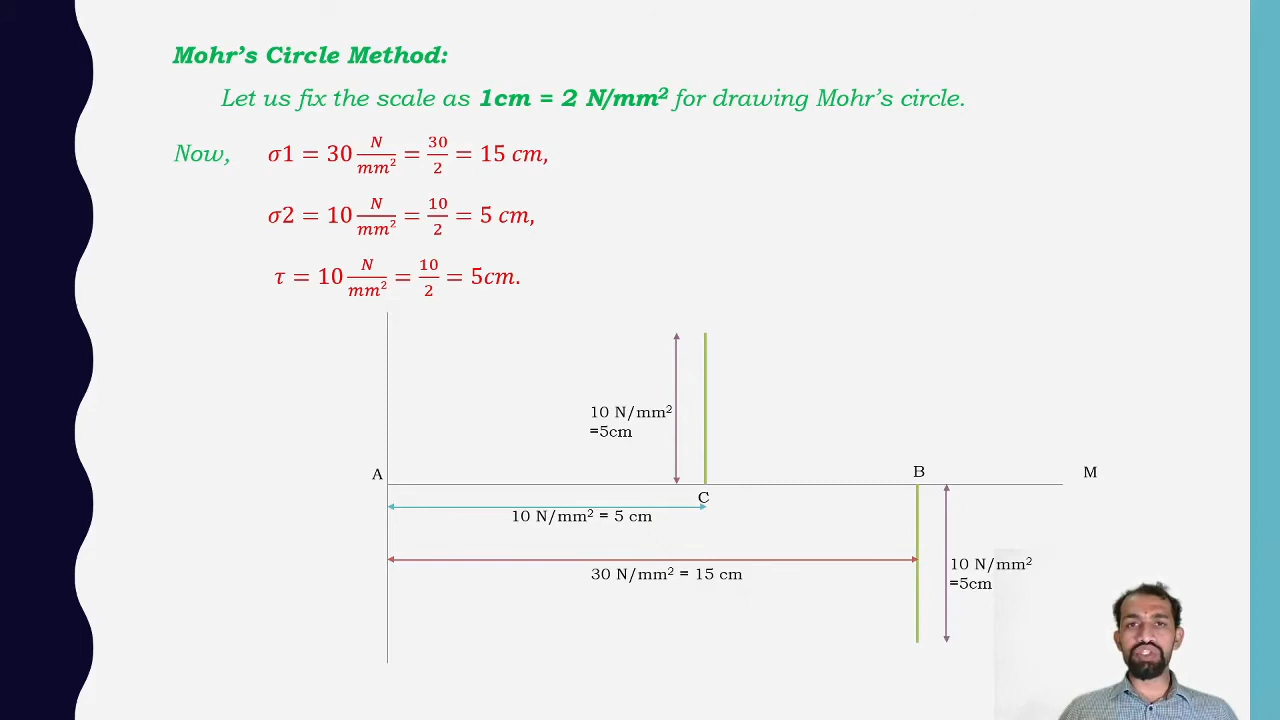 Mohr's Circle Method:
Let us fix the scale as 1cm = 2 N/mm² for drawing Mohr's circle.
Now, σ1 = 30 N/mm² = 30/2 = 15 cm,
σ2 = 10 N/mm² = 10/2 = 5 cm,
τ = 10 N/mm² = 10/2 = 5cm.
10 N/mm²
=5cm
A
B
M
C
10 N/mm² = 5 cm
30 N/mm² = 15 cm
10 N/mm²
=5cm